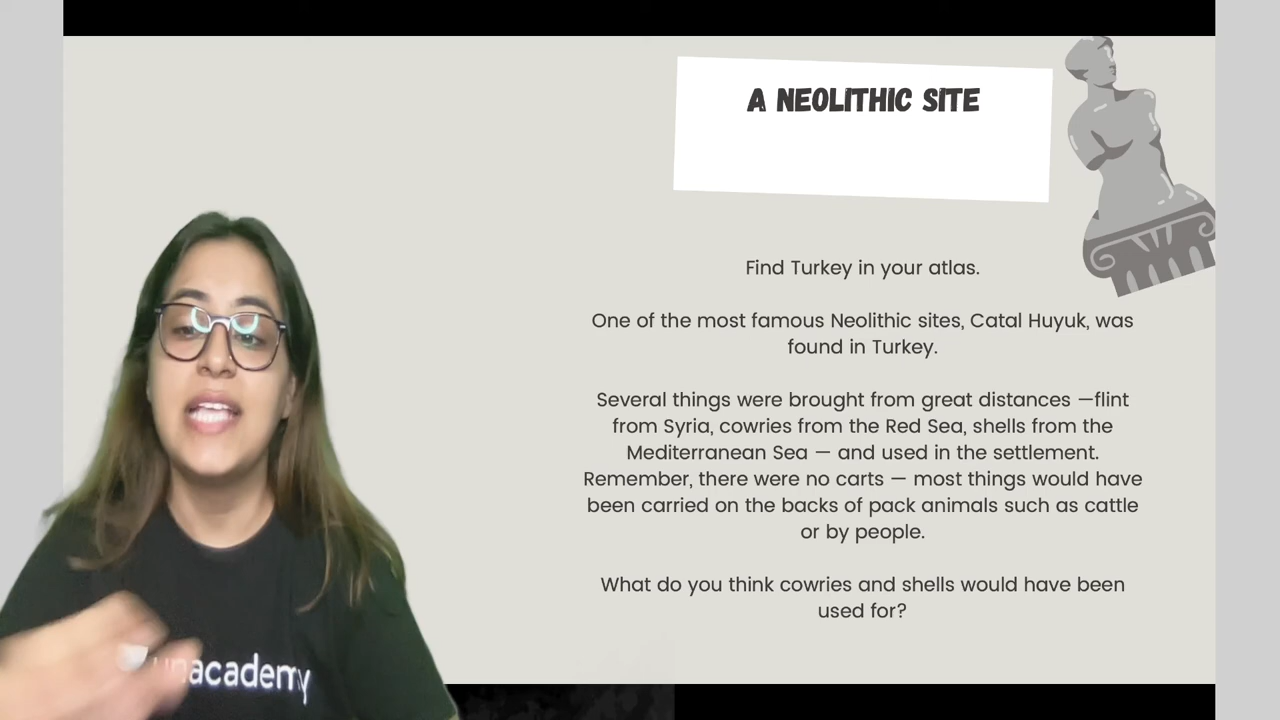 A NEOLITHIC SITE
Find Turkey in your atlas.
One of the most famous Neolithic sites, Catal Huyuk, was
found in Turkey.
Several things were brought from great distances —flint
from Syria, cowries from the Red Sea, shells from the
Mediterranean Sea — and used in the settlement.
Remember, there were no carts — most things would have
been carried on the backs of pack animals such as cattle
or by people.
What do you think cowries and shells would have been
used for?
unacademy